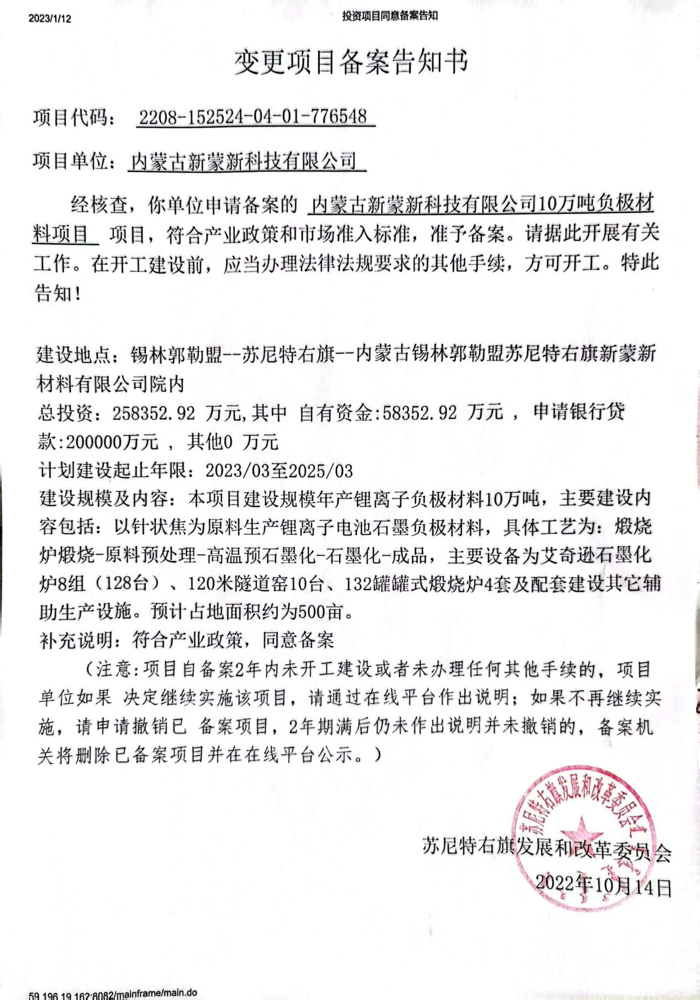 2023/1/12
投资项目同意备案告知
变更项目备案告知书
项目代码： 2208-152524-04-01-776548
项目单位：内蒙古新蒙新科技有限公司
经核查，你单位申请备案的 内蒙古新蒙新科技有限公司10万吨负极材
料项目 项目，符合产业政策和市场准入标准，准予备案。请据此开展有关
工作。在开工建设前，应当办理法律法规要求的其他手续，方可开工。特此
告知！
建设地点：锡林郭勒盟--苏尼特右旗--内蒙古锡林郭勒盟苏尼特右旗新蒙新
材料有限公司院内
总投资：258352.92 万元,其中 自有资金:58352.92 万元 ，申请银行贷
款:200000万元 ，其他0 万元
计划建设起止年限：2023/03至2025/03
建设规模及内容：本项目建设规模年产锂离子负极材料10万吨，主要建设内
容包括：以针状焦为原料生产锂离子电池石墨负极材料，具体工艺为：煅烧
炉煅烧-原料预处理-高温预石墨化-石墨化-成品，主要设备为艾奇逊石墨化
炉8组（128台）、120米隧道窑10台、132罐罐式煅烧炉4套及配套建设其它辅
助生产设施。预计占地面积约为500亩。
补充说明：符合产业政策，同意备案
（注意:项目自备案2年内未开工建设或者未办理任何其他手续的，项目
单位如果 决定继续实施该项目，请通过在线平台作出说明；如果不再继续实
施，请申请撤销已 备案项目，2年期满后仍未作出说明并未撤销的，备案机
关将删除已备案项目并在在线平台公示。）
苏尼特右旗发展和改革委员会
苏尼特右旗发展和改革委员会
2022年10月14日
59.196.19.162:8082/mainframe/main.do